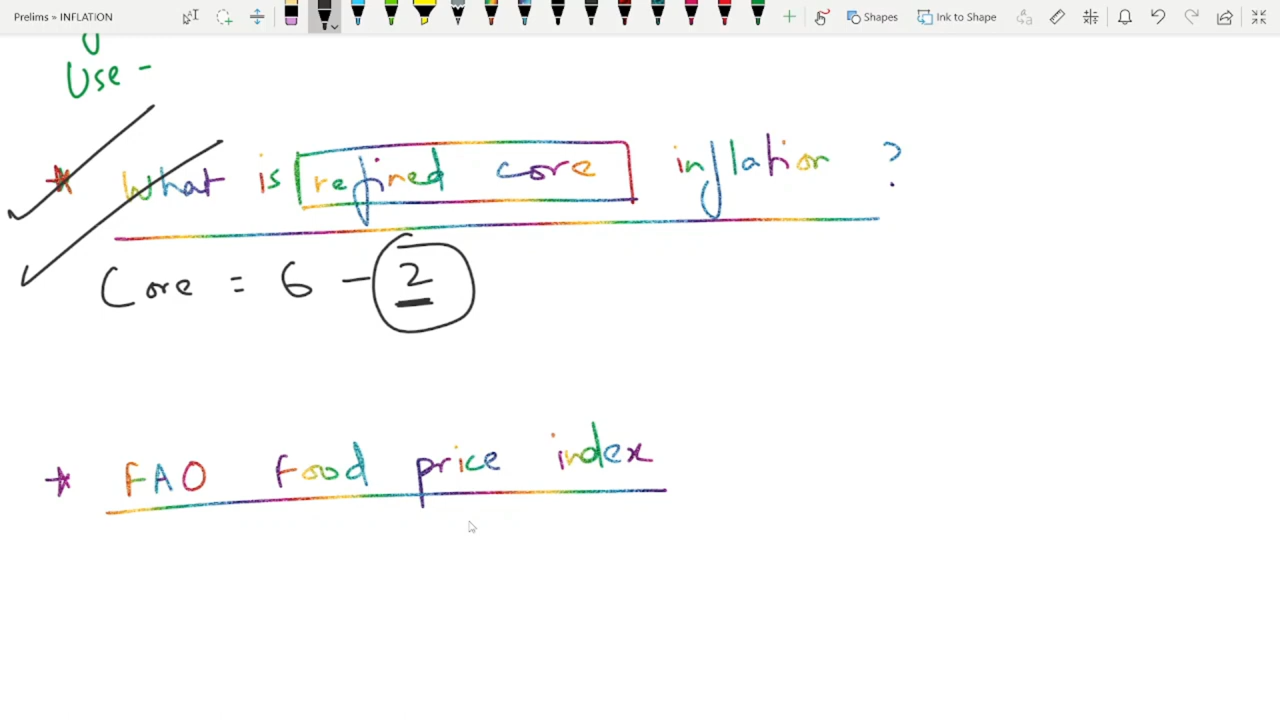 Prelims » INFLATION
Shapes
Ink to Shape
Use -
* What is refined core inflation ?
Core = 6 - 2
* FAO Food price index